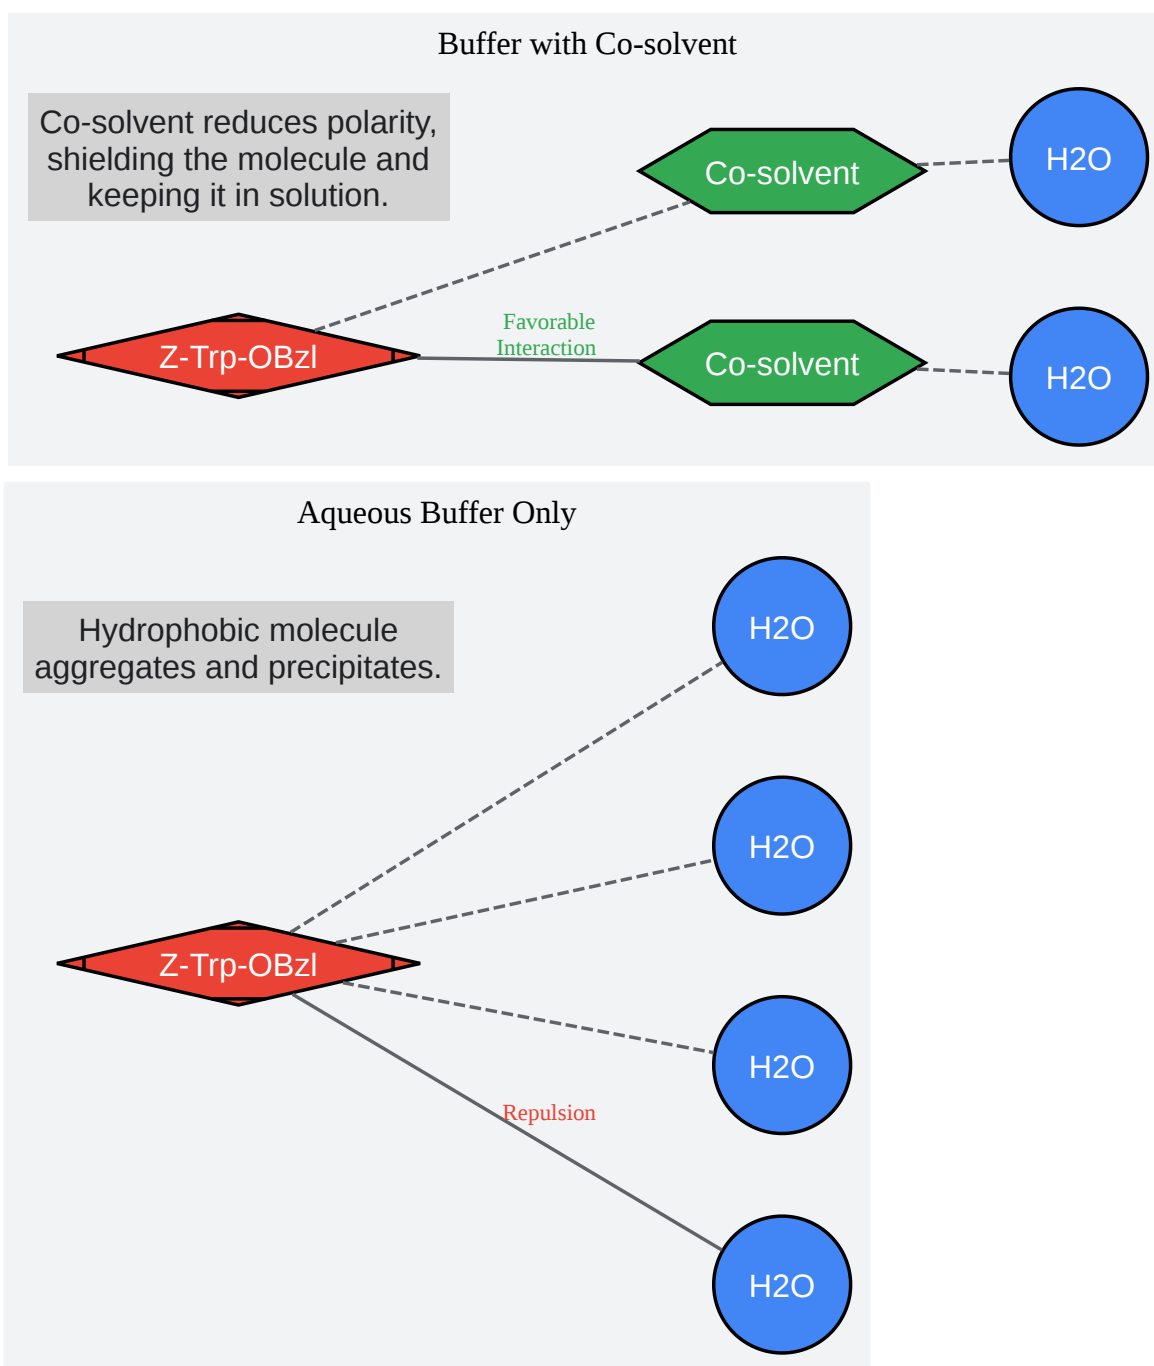 Buffer with Co-solvent
Co-solvent reduces polarity,
shielding the molecule and
keeping it in solution.
Co-solvent
H2O
Z-Trp-OBzl
Favorable
Interaction
Co-solvent
H2O
Aqueous Buffer Only
Hydrophobic molecule
aggregates and precipitates.
H2O
H2O
Z-Trp-OBzl
H2O
Repulsion
H2O